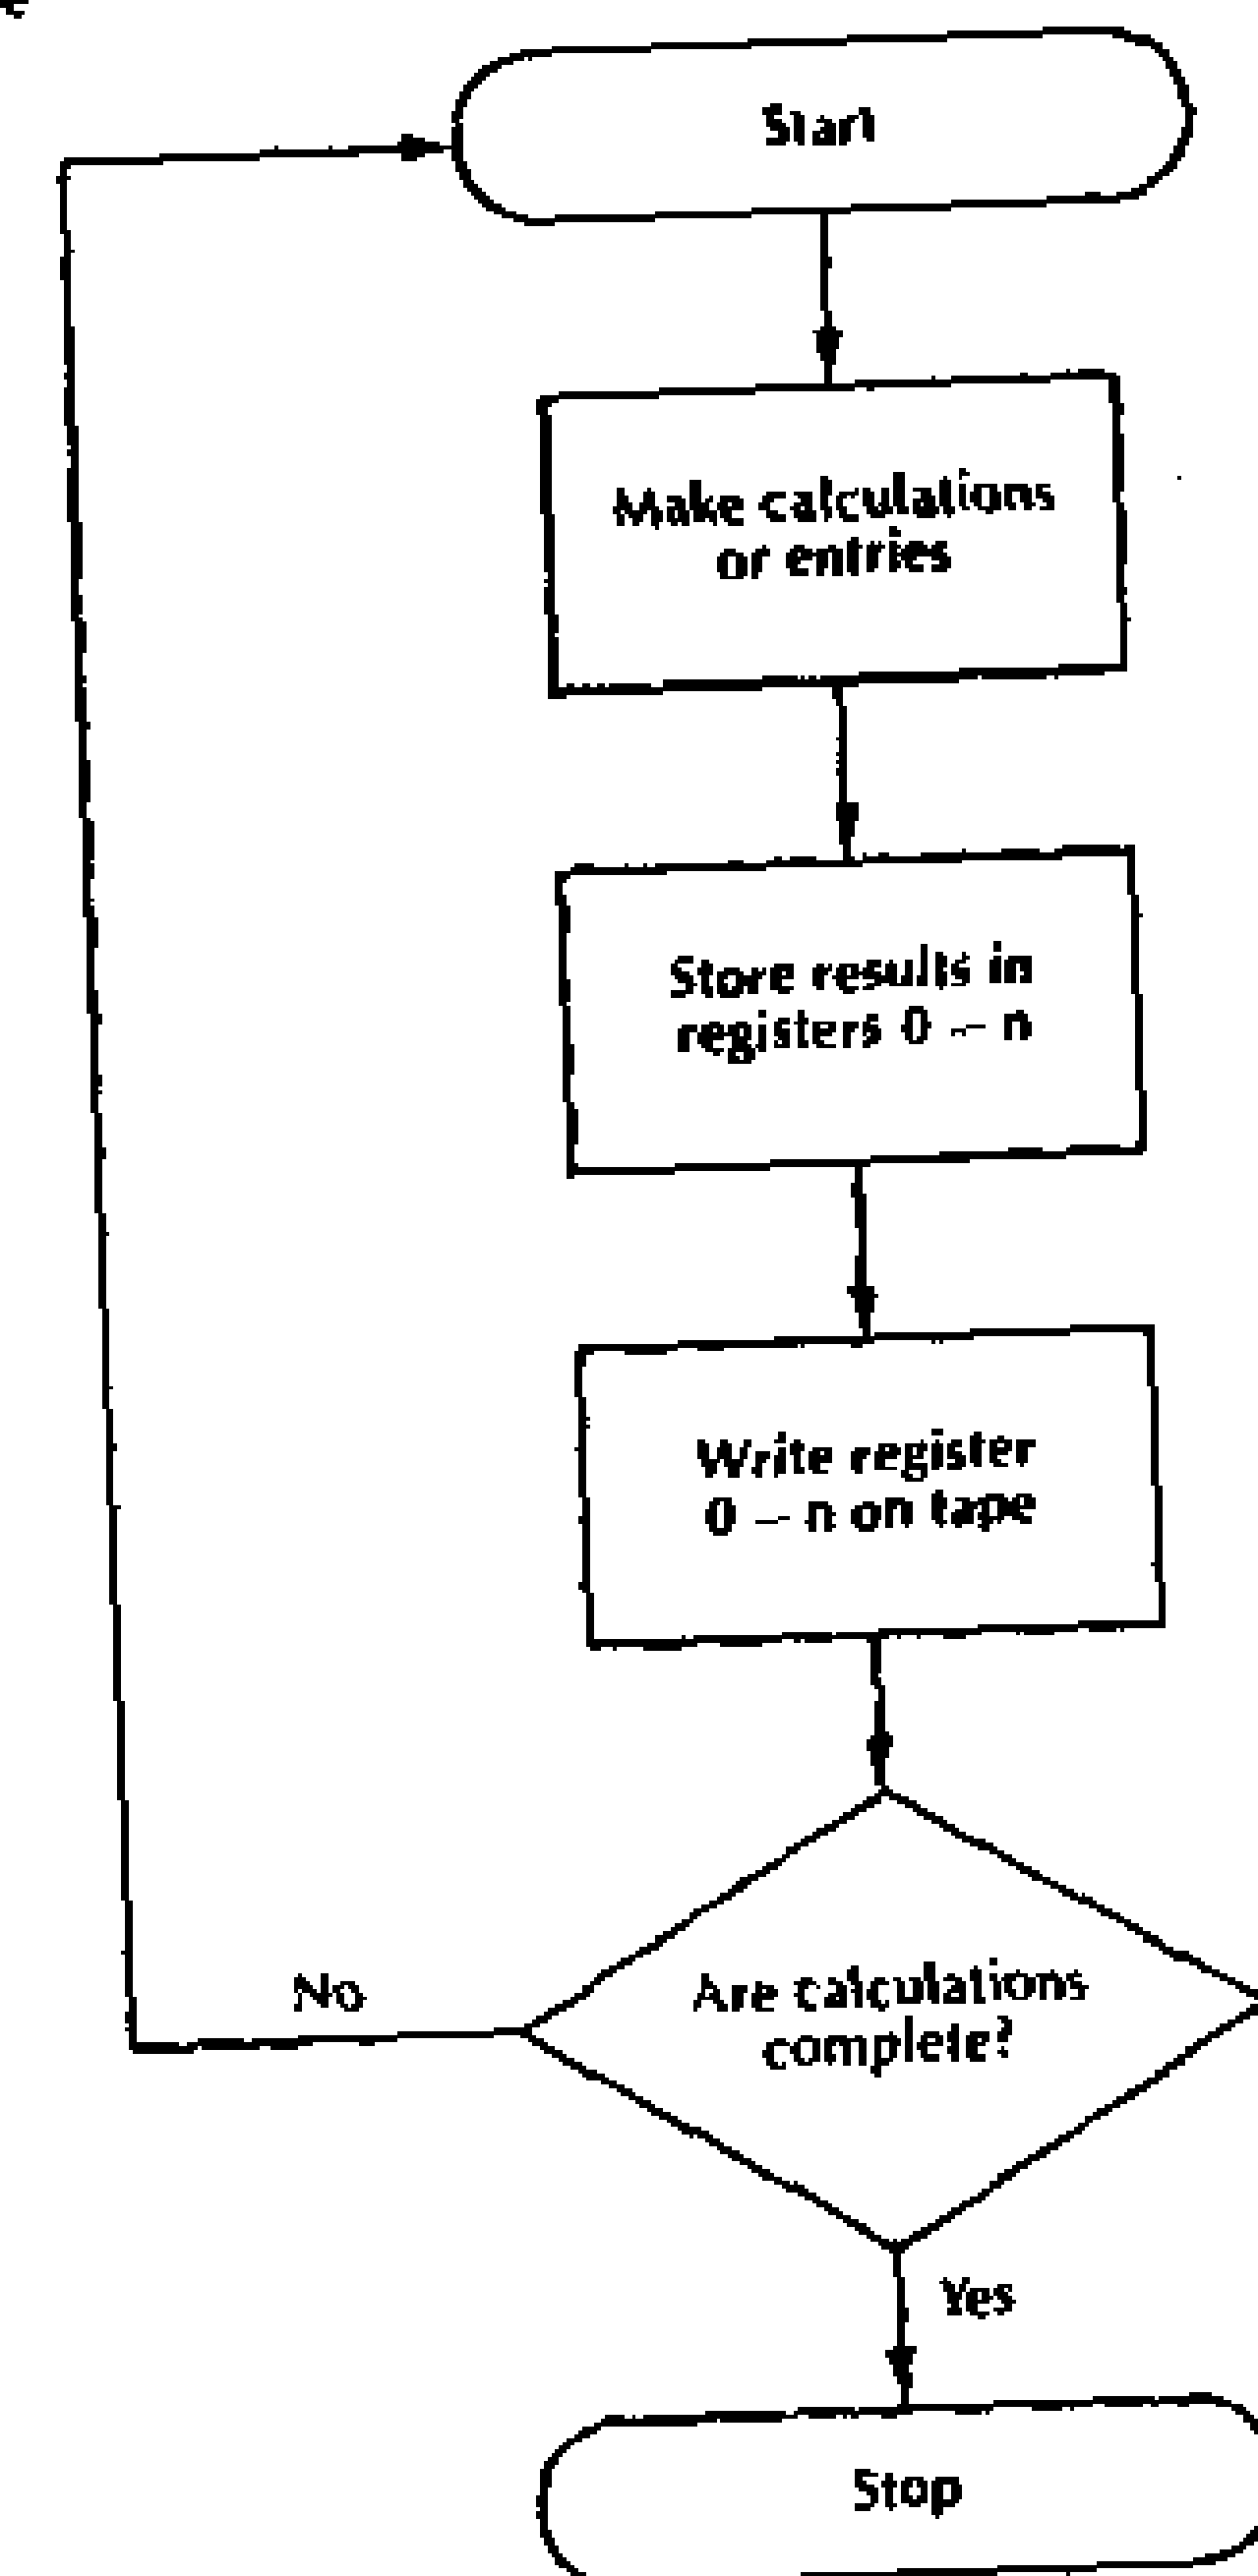 Start
Make calculations
or entries
Store results in
registers 0 – n
Write register
0 – n on tape
Are calculations
complete?
No
Yes
Stop